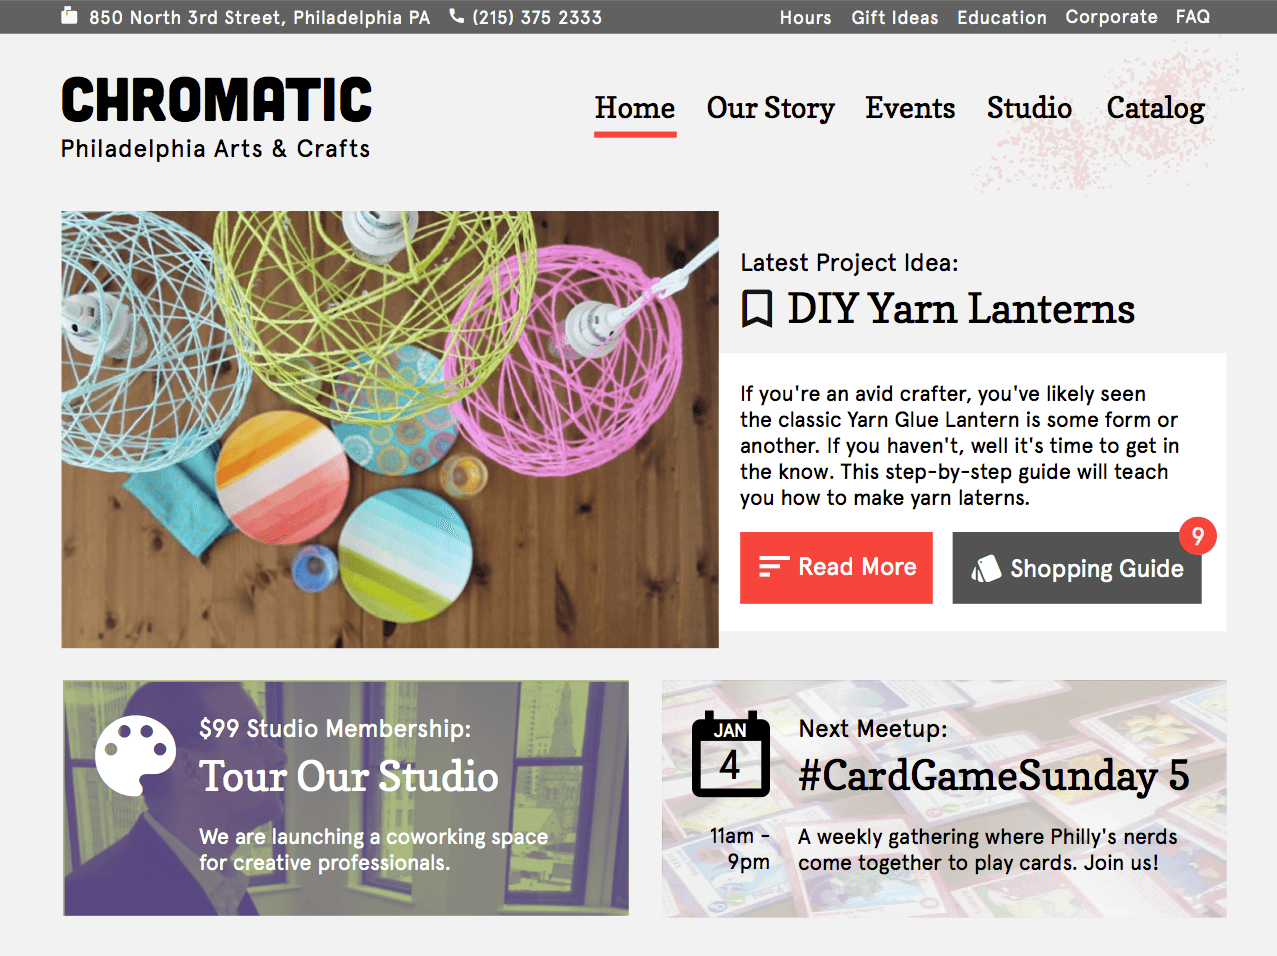 850 North 3rd Street, Philadelphia PA (215) 375 2333 Hours Gift Ideas Education Corporate FAQ
CHROMATIC
Philadelphia Arts & Crafts
Home Our Story Events Studio Catalog
Latest Project Idea:
DIY Yarn Lanterns
If you're an avid crafter, you've likely seen
the classic Yarn Glue Lantern is some form or
another. If you haven't, well it's time to get in
the know. This step-by-step guide will teach
you how to make yarn laterns.
Read More
Shopping Guide
9
$99 Studio Membership:
Tour Our Studio
We are launching a coworking space
for creative professionals.
JAN
4
11am -
9pm
Next Meetup:
#CardGameSunday 5
A weekly gathering where Philly's nerds
come together to play cards. Join us!